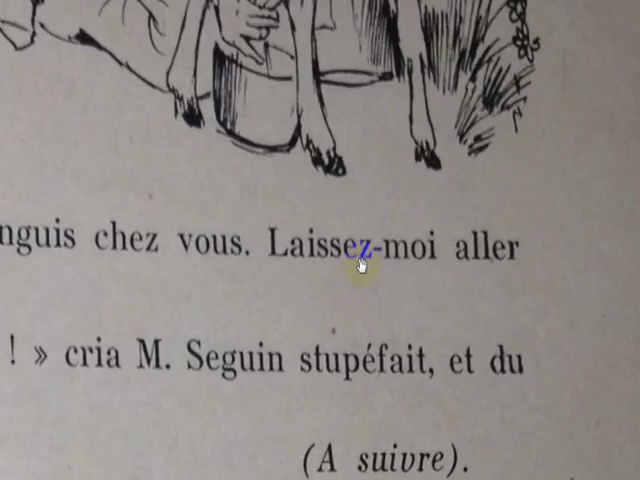 nguis chez vous. Laissez-moi aller
! » cria M. Seguin stupéfait, et du
(A suivre).